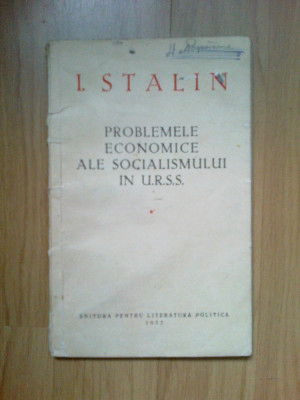 I. STALIN
PROBLEMELE
ECONOMICE
ALE SOCIALISMULUI
IN U.R.S.S.
EDITURA PENTRU LITERATURA POLITICA